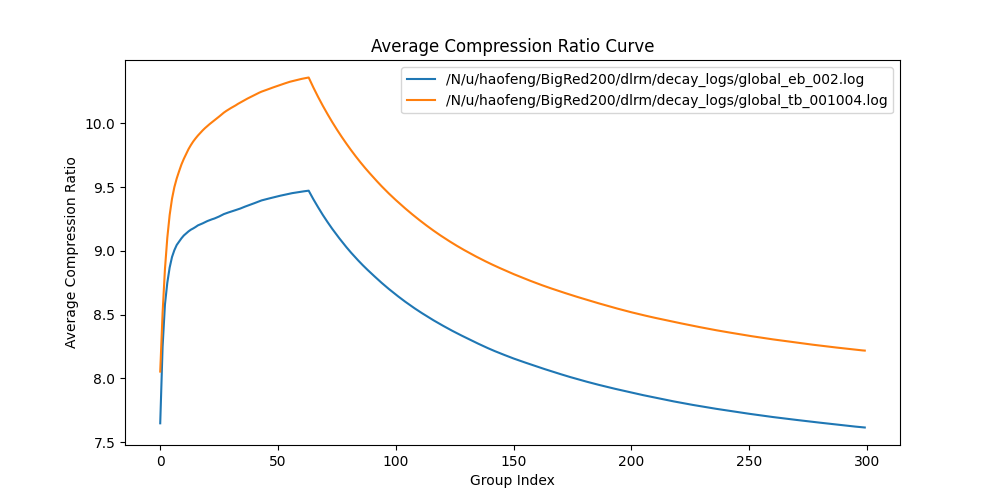 Average Compression Ratio Curve
/N/u/haofeng/BigRed200/dlrm/decay_logs/global_eb_002.log
/N/u/haofeng/BigRed200/dlrm/decay_logs/global_tb_001004.log
Average Compression Ratio
10.0
9.5
9.0
8.5
8.0
7.5
0 50 100 150 200 250 300
Group Index